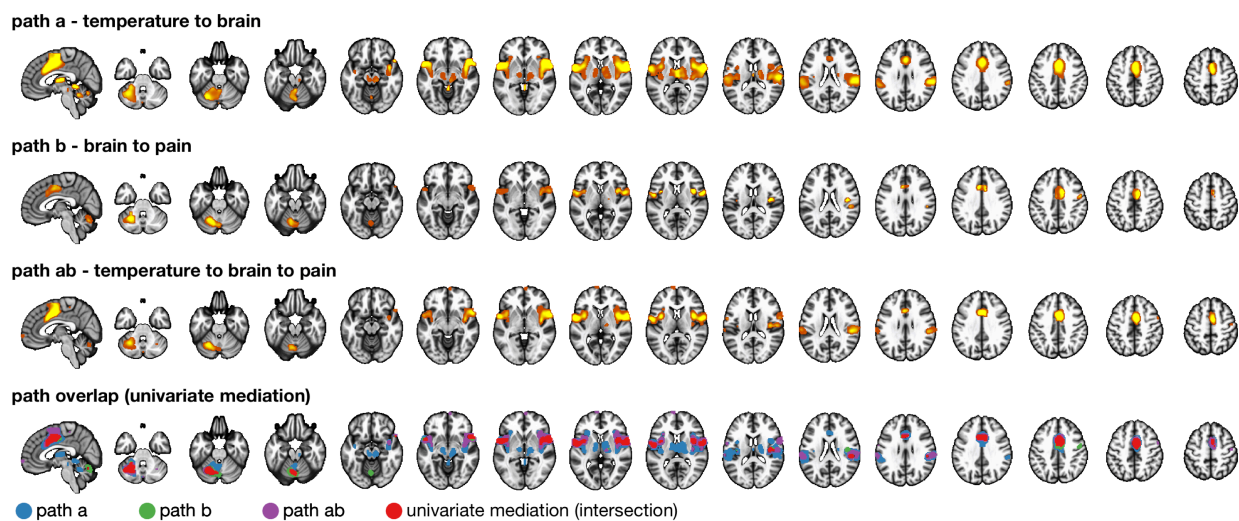 path a - temperature to brain
path b - brain to pain
path ab - temperature to brain to pain
path overlap (univariate mediation)
path a path b path ab univariate mediation (intersection)